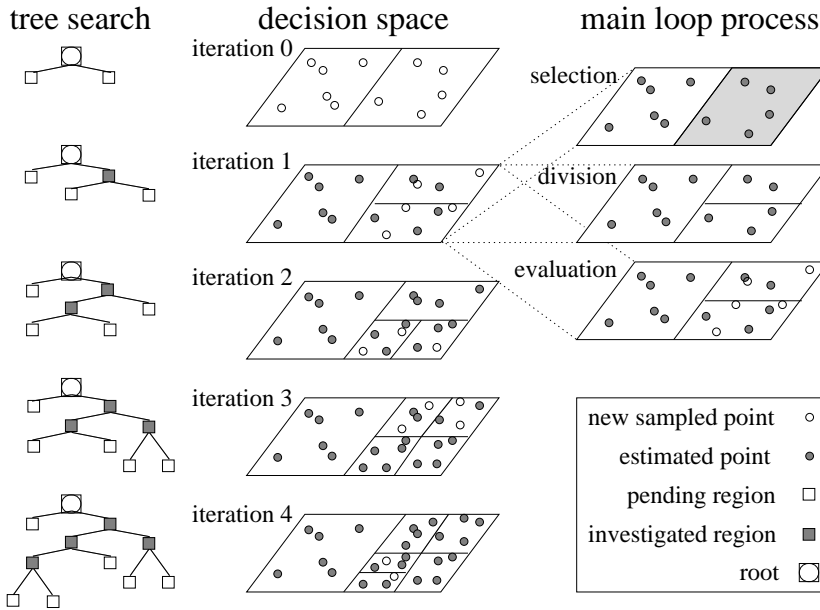 tree search
decision space
main loop process
iteration 0
selection
iteration 1
division
evaluation
iteration 2
iteration 3
new sampled point
estimated point
pending region
investigated region
root
iteration 4